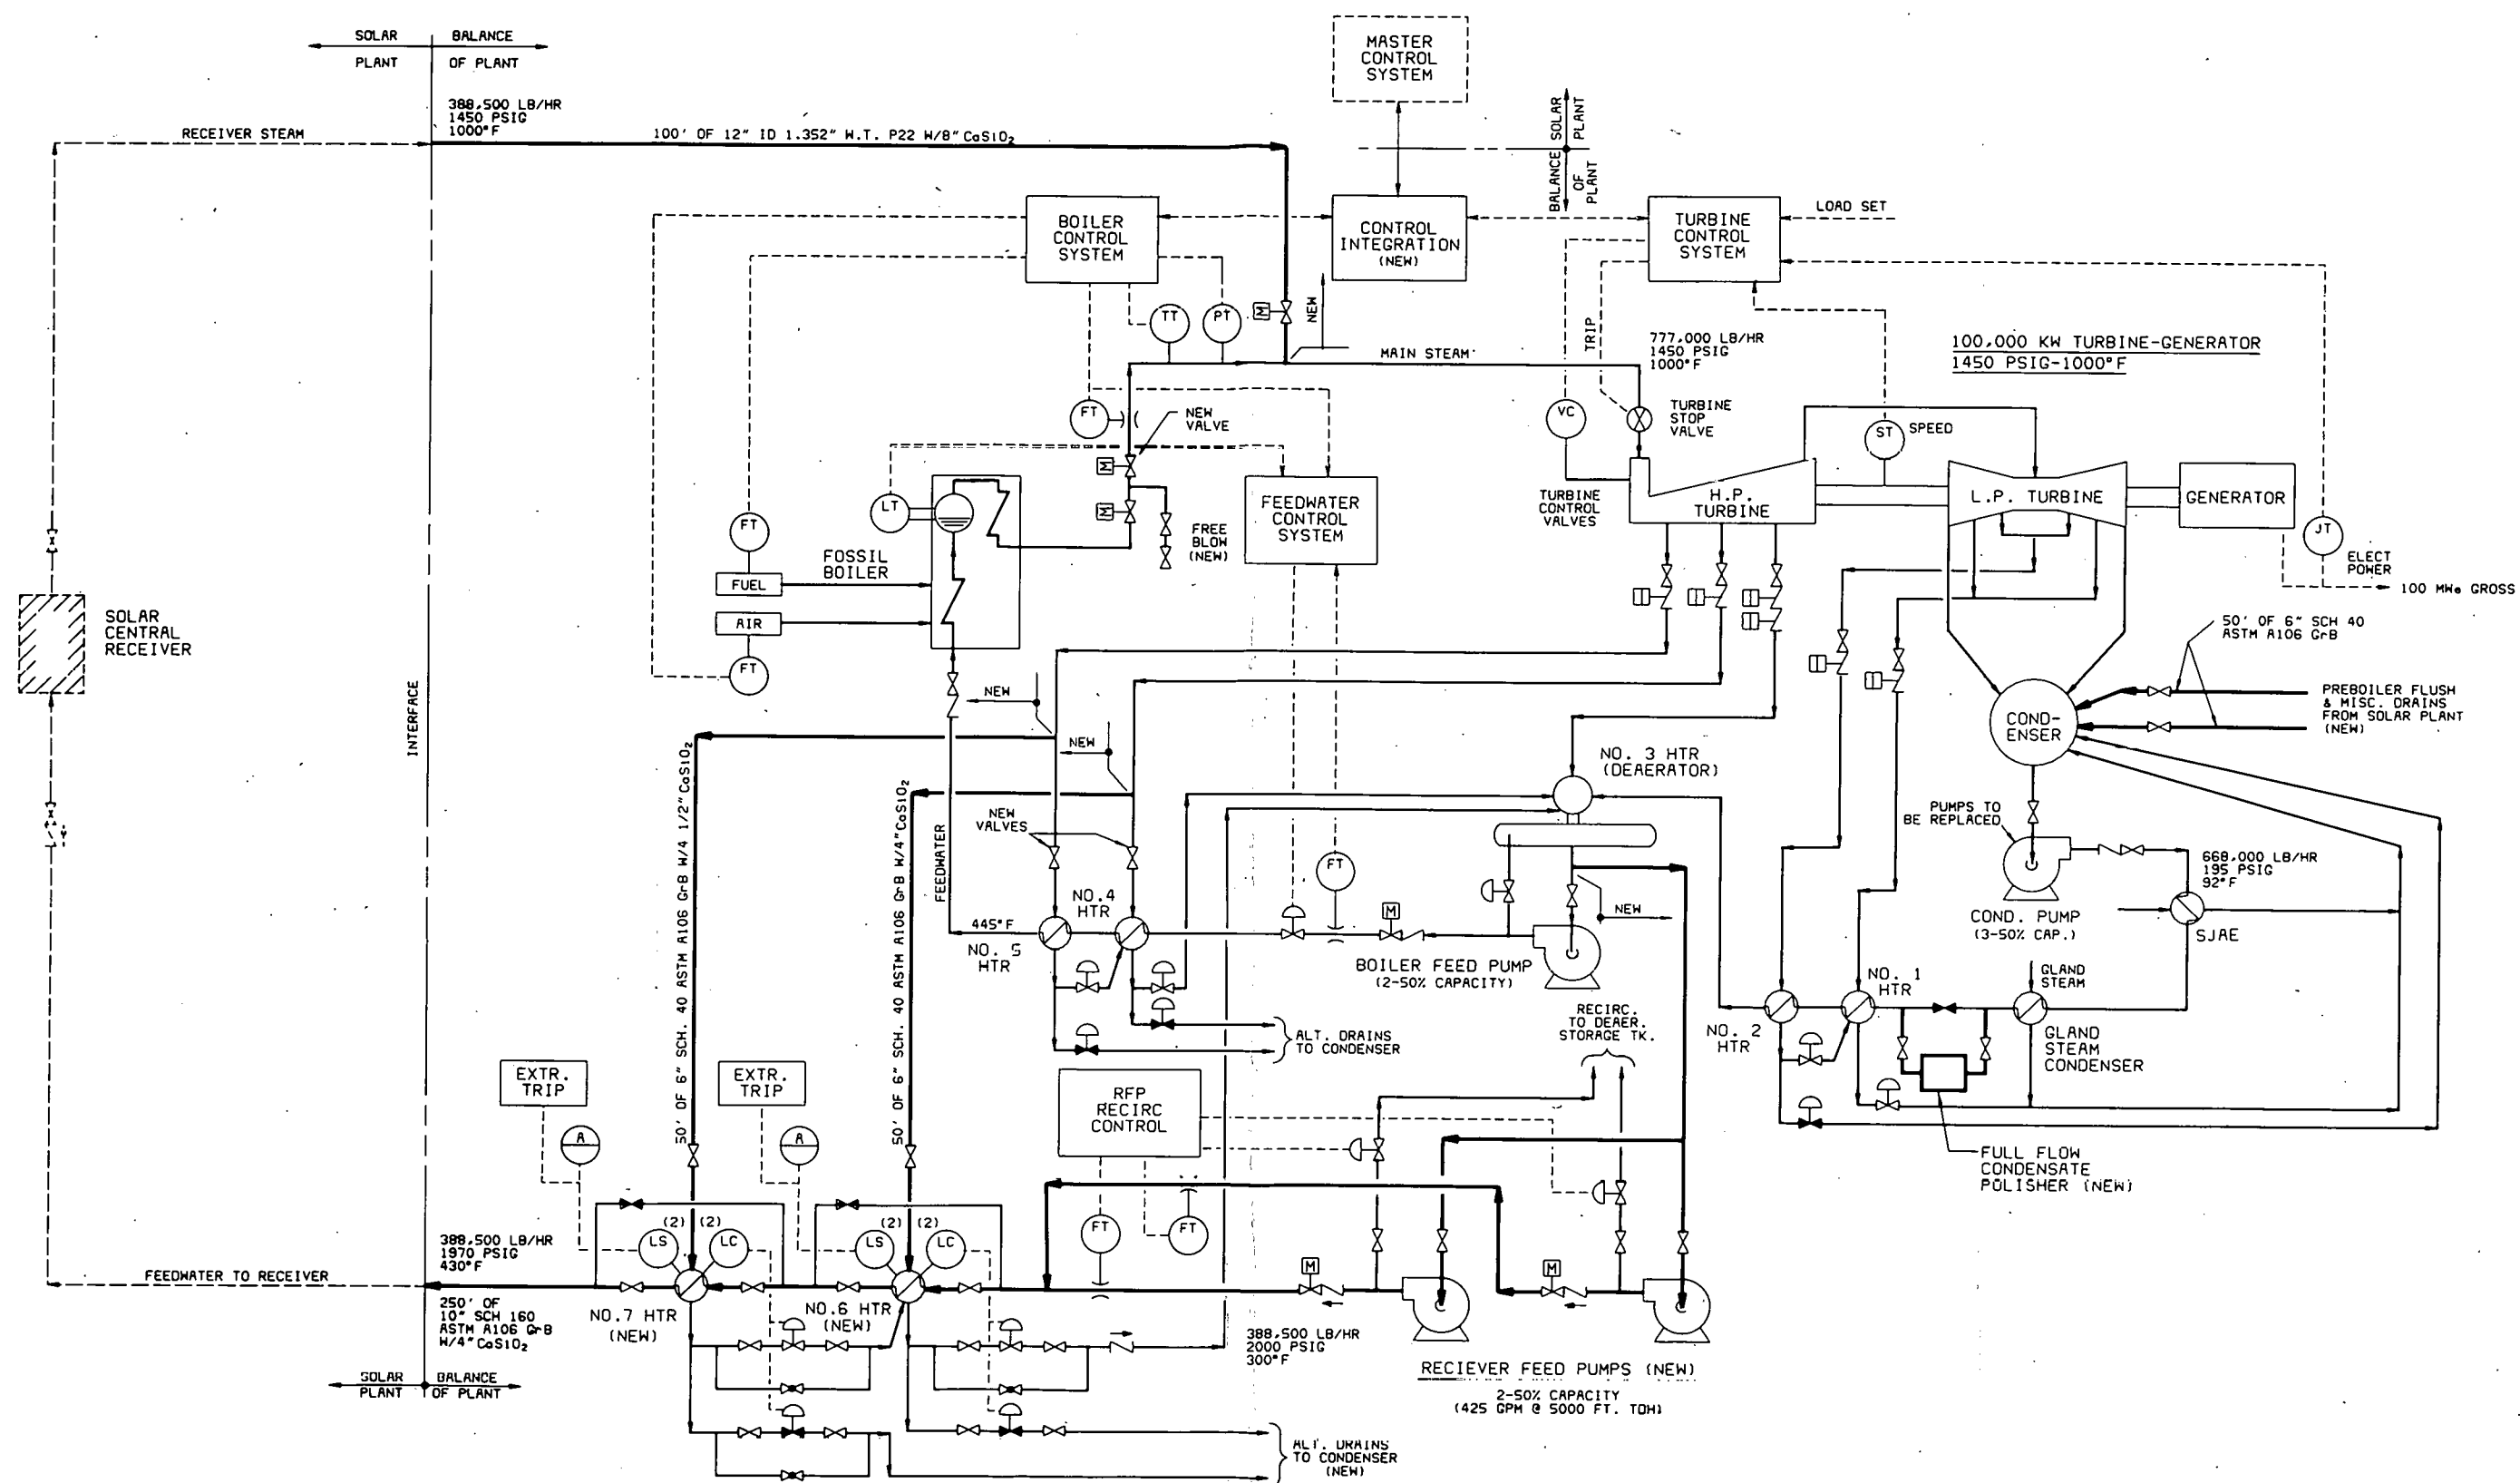 SOLAR
PLANT
BALANCE
OF PLANT
388,500 LB/HR
1450 PSIG
1000°F
RECEIVER STEAM
100' OF 12" ID 1.352" W.T. P22 W/8" CaSiO₂
MASTER
CONTROL
SYSTEM
BALANCE SOLAR
OF PLANT
PLANT
BOILER
CONTROL
SYSTEM
CONTROL
INTEGRATION
(NEW)
TURBINE
CONTROL
SYSTEM
LOAD SET
TT
PT
M
NEW
MAIN STEAM
TRIP
777,000 LB/HR
1450 PSIG
1000°F
100,000 KW TURBINE-GENERATOR
1450 PSIG-1000°F
FT
NEW
VALVE
VC
TURBINE
STOP
VALVE
ST
SPEED
M
LT
M
FREE
BLOW
(NEW)
FEEDWATER
CONTROL
SYSTEM
TURBINE
CONTROL
VALVES
H.P.
TURBINE
L.P. TURBINE
GENERATOR
JT
ELECT
POWER
100 MWe GROSS
FT
FOSSIL
BOILER
FUEL
AIR
FT
SOLAR
CENTRAL
RECEIVER
INTERFACE
50' OF 6" SCH 40
ASTM A106 GrB
NEW
NEW
COND-
ENSER
PREBOILER FLUSH
& MISC. DRAINS
FROM SOLAR PLANT
(NEW)
50' OF 6" SCH. 40 ASTM A106 GrB W/4 1/2" CaSiO₂
50' OF 6" SCH. 40 ASTM A106 GrB W/4" CaSiO₂
FEEDWATER
NEW
VALVES
NO. 3 HTR
(DEAERATOR)
PUMPS TO
BE REPLACED
FT
668,000 LB/HR
195 PSIG
92°F
NO.4
HTR
445°F
NO. 5
HTR
M
NEW
COND. PUMP
(3-50% CAP.)
SJAE
BOILER FEED PUMP
(2-50% CAPACITY)
NO. 1
HTR
GLAND
STEAM
RECIRC.
TO DEAER.
STORAGE TK.
NO. 2
HTR
GLAND
STEAM
CONDENSER
ALT. DRAINS
TO CONDENSER
EXTR.
TRIP
EXTR.
TRIP
RFP
RECIRC
CONTROL
A
A
FULL FLOW
CONDENSATE
POLISHER (NEW)
(2) (2)
(2) (2)
LS
LC
LS
LC
FT
FT
388,500 LB/HR
1970 PSIG
430°F
M
M
FEEDWATER TO RECEIVER
250' OF
10" SCH 160
ASTM A106 GrB
W/4" CaSiO₂
NO.7 HTR
(NEW)
NO.6 HTR
(NEW)
388,500 LB/HR
2000 PSIG
300°F
RECIEVER FEED PUMPS (NEW)
2-50% CAPACITY
(425 GPM @ 5000 FT. TDH)
SOLAR
PLANT
BALANCE
OF PLANT
ALT. DRAINS
TO CONDENSER
(NEW)